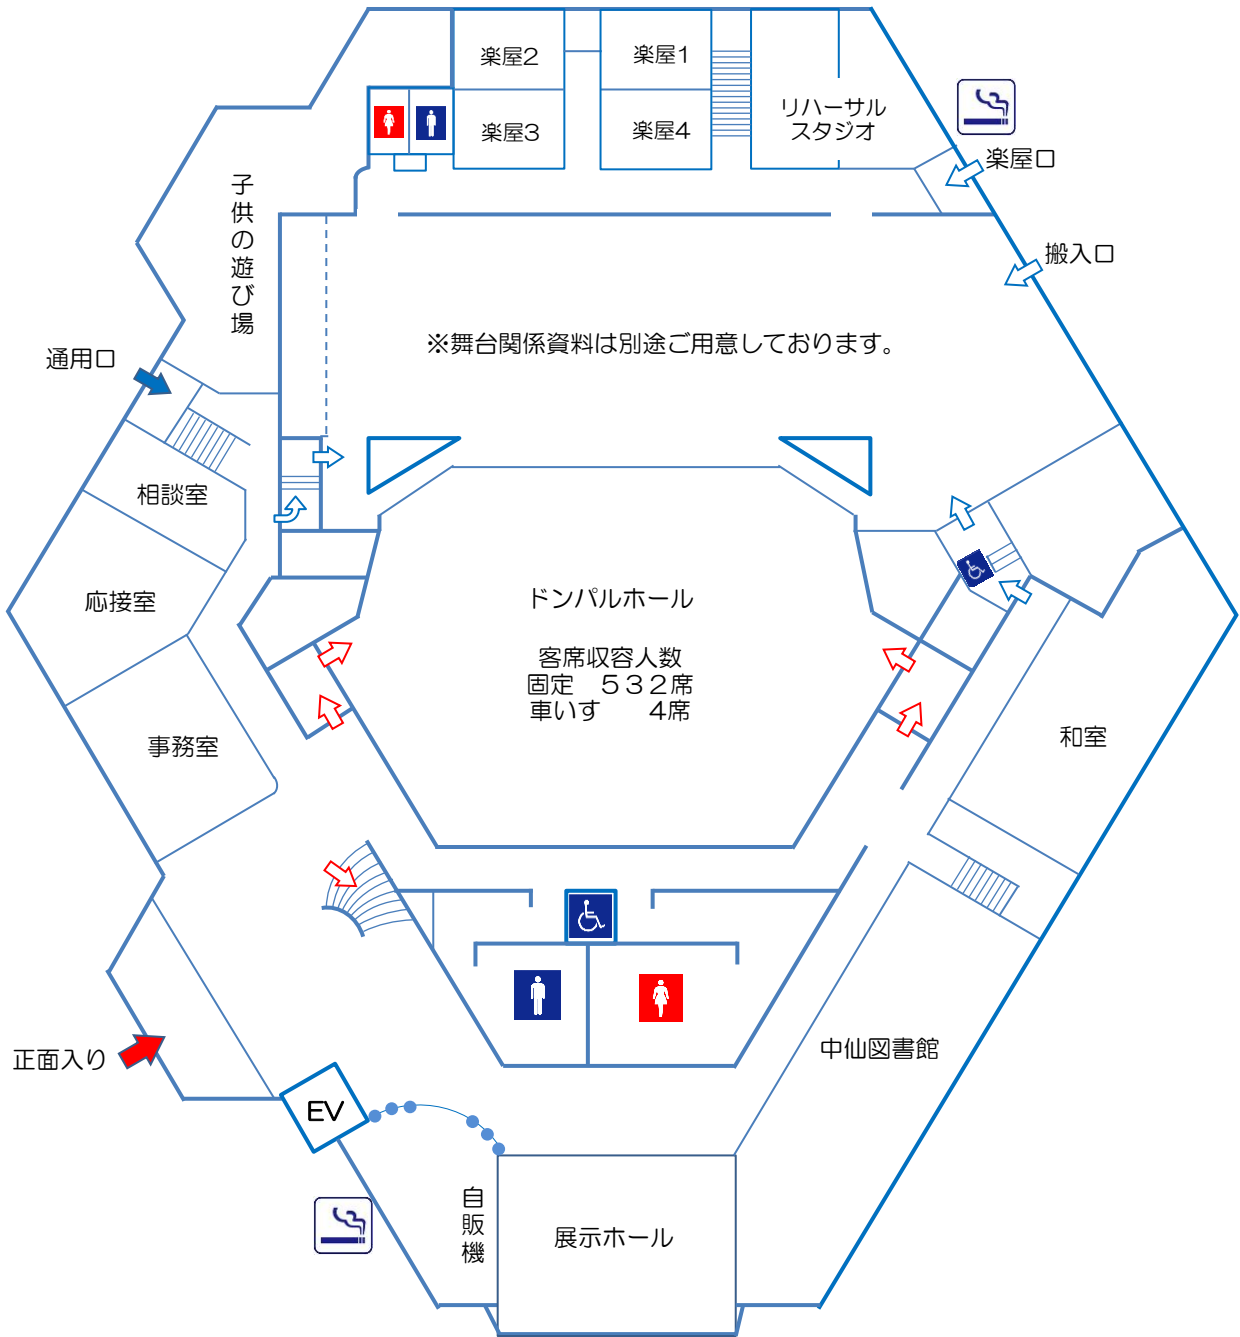 楽屋2
楽屋1
楽屋3
楽屋4
リハーサル
スタジオ
楽屋口
搬入口
子供の遊び場
※舞台関係資料は別途ご用意しております。
通用口
相談室
応接室
事務室
ドンパルホール
客席収容人数
固定　５３２席
車いす　　4席
和室
中仙図書館
正面入り
EV
自販機
展示ホール